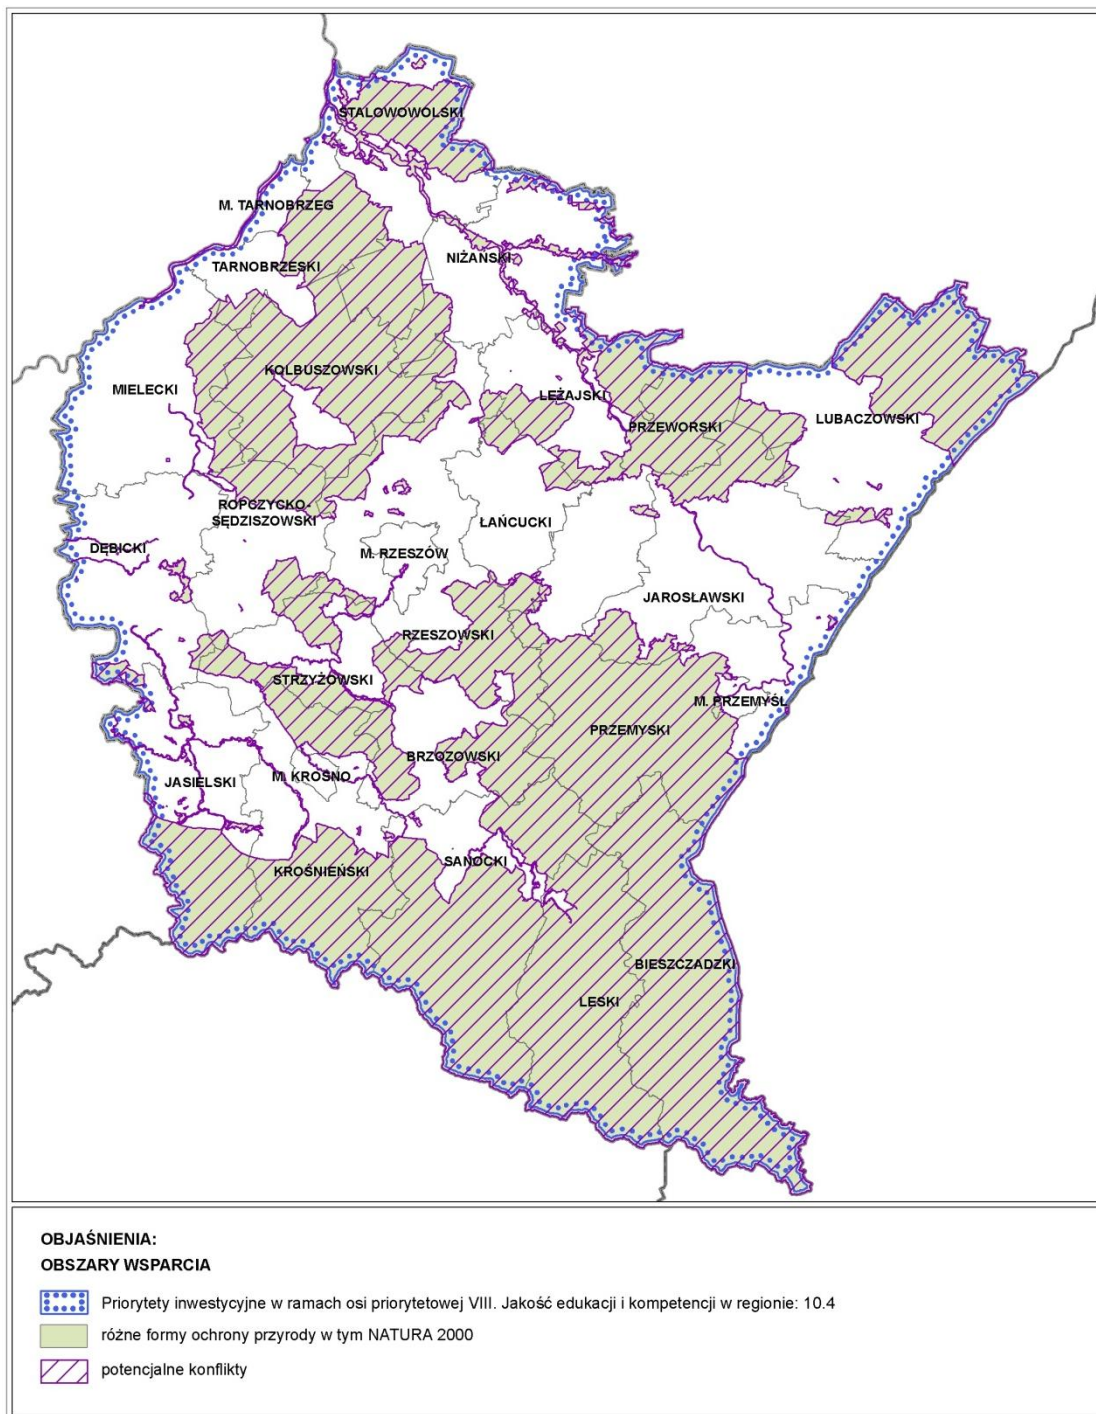 STALOWOWOLSKI
M. TARNOBRZEG
NIŻAŃSKI
TARNOBRZESKI
KOLBUSZOWSKI
MIELECKI
LEŻAJSKI
LUBACZOWSKI
PRZEWORSKI
ROPCZYCKO-
SĘDZISZOWSKI
ŁAŃCUCKI
DĘBICKI
M. RZESZÓW
JAROSŁAWSKI
RZESZOWSKI
STRZYŻOWSKI
M. PRZEMYŚL
PRZEMYSKI
BRZOZOWSKI
M. KROSNO
JASIELSKI
SANOCKI
KROŚNIEŃSKI
BIESZCZADZKI
LESKI
OBJAŚNIENIA:
OBSZARY WSPARCIA
Priorytety inwestycyjne w ramach osi priorytetowej VIII. Jakość edukacji i kompetencji w regionie: 10.4
różne formy ochrony przyrody w tym NATURA 2000
potencjalne konflikty